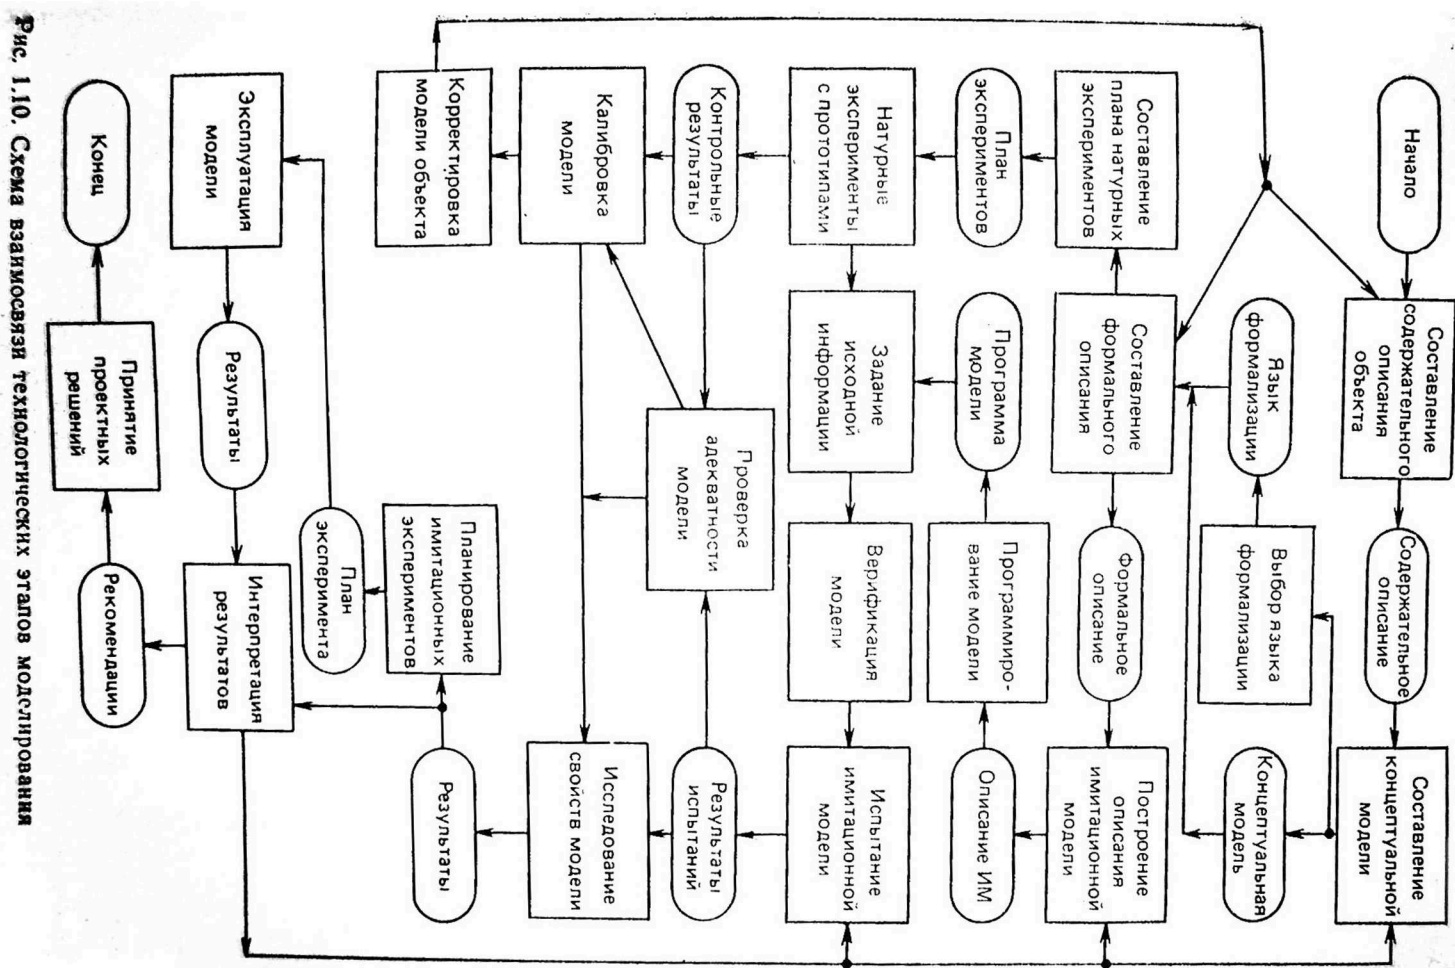 Начало
Составление
содержательного
описания
объекта
Содержательное
описание
Составление
концептуальной
модели
Язык
формализации
Выбор языка
формализации
Концептуальная
модель
Составление
плана натурных
экспериментов
Составление
формального
описания
Формальное
описание
Построение
описания
имитационной
модели
План
экспериментов
Программа
модели
Программиро-
вание модели
Описание ИМ
Натурные
эксперименты
с прототипами
Задание
исходной
информации
Верификация
модели
Испытание
имитационной
модели
Контрольные
результаты
Проверка
адекватности
модели
Результаты
испытаний
Калибровка
модели
Исследование
свойств модели
Корректировка
модели объекта
Планирование
имитационных
экспериментов
Результаты
План
эксперимента
Эксплуатация
модели
Результаты
Интерпретация
результатов
Конец
Принятие
проектных
решений
Рекомендации
Рис. 1.10. Схема взаимосвязи технологических этапов моделирования